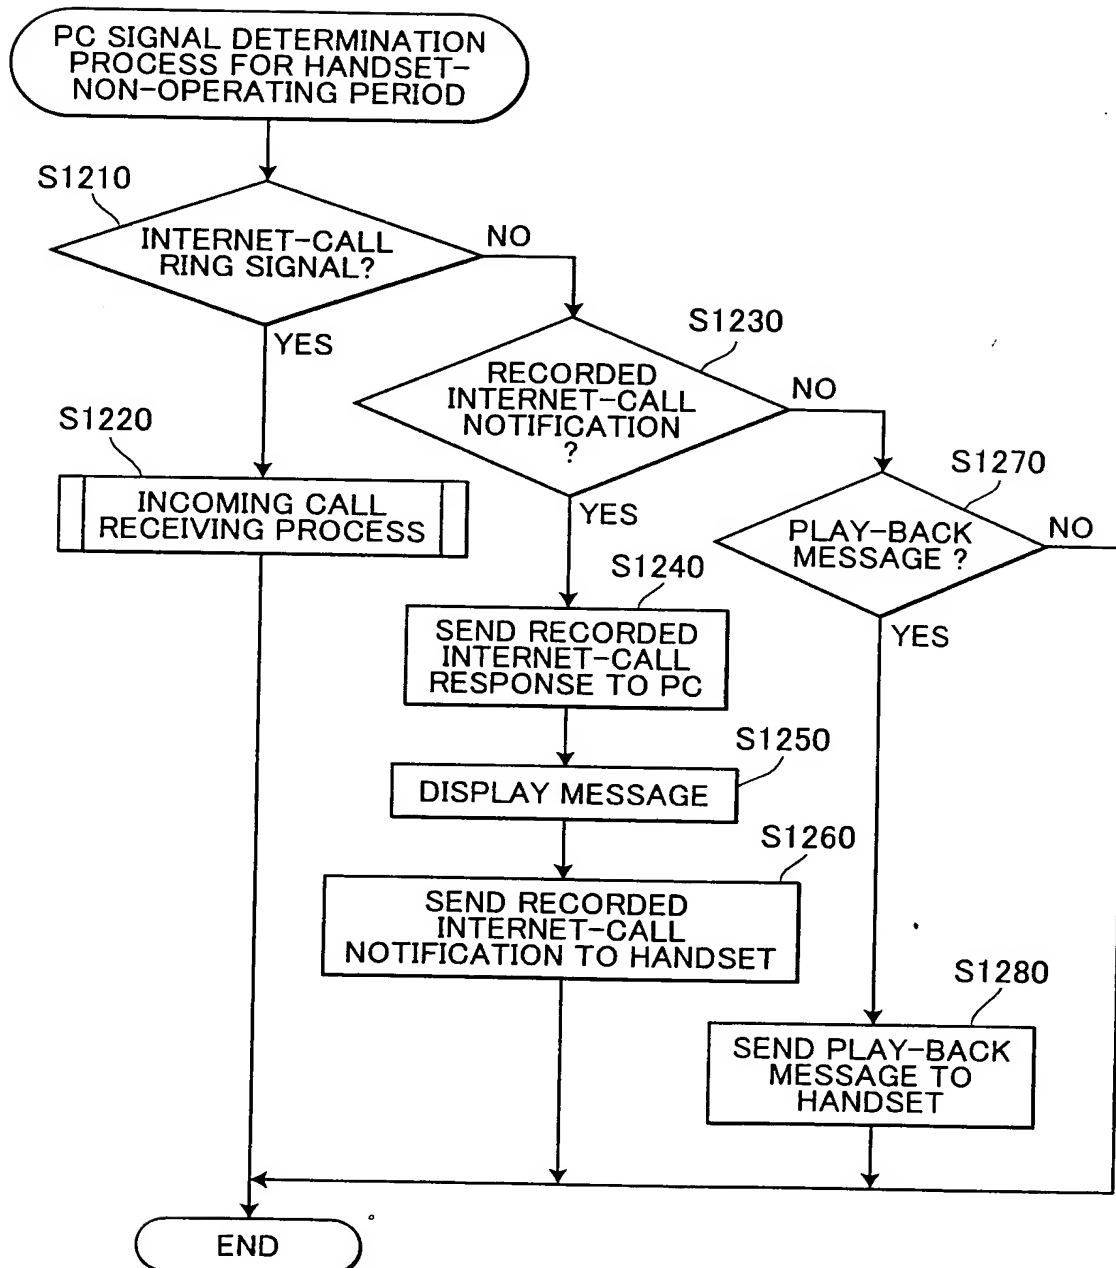 PC SIGNAL DETERMINATION
PROCESS FOR HANDSET-
NON-OPERATING PERIOD
S1210
INTERNET-CALL
RING SIGNAL?
NO
YES
S1230
RECORDED
INTERNET-CALL
NOTIFICATION
?
NO
YES
S1220
INCOMING CALL
RECEIVING PROCESS
S1270
PLAY-BACK
MESSAGE ?
NO
YES
S1240
SEND RECORDED
INTERNET-CALL
RESPONSE TO PC
S1250
DISPLAY MESSAGE
S1260
SEND RECORDED
INTERNET-CALL
NOTIFICATION TO HANDSET
S1280
SEND PLAY-BACK
MESSAGE TO
HANDSET
END